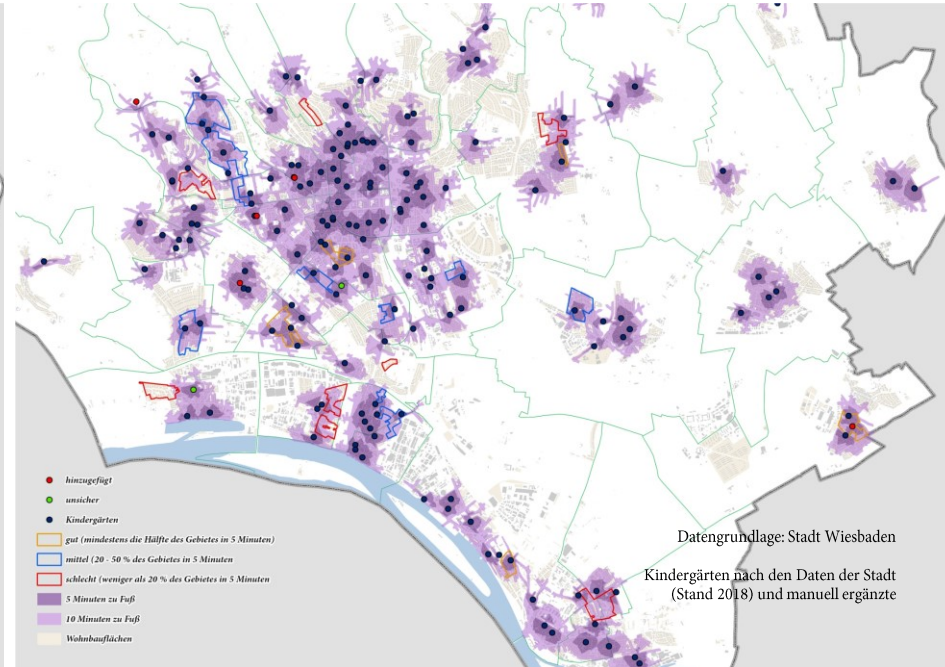 hinzugefügt
unsicher
Kindergärten
gut (mindestens die Hälfte des Gebietes in 5 Minuten)
mittel (20 - 50 % des Gebietes in 5 Minuten
schlecht (weniger als 20 % des Gebietes in 5 Minuten
5 Minuten zu Fuß
10 Minuten zu Fuß
Wohnbauflächen
Datengrundlage: Stadt Wiesbaden
Kindergärten nach den Daten der Stadt
(Stand 2018) und manuell ergänzte